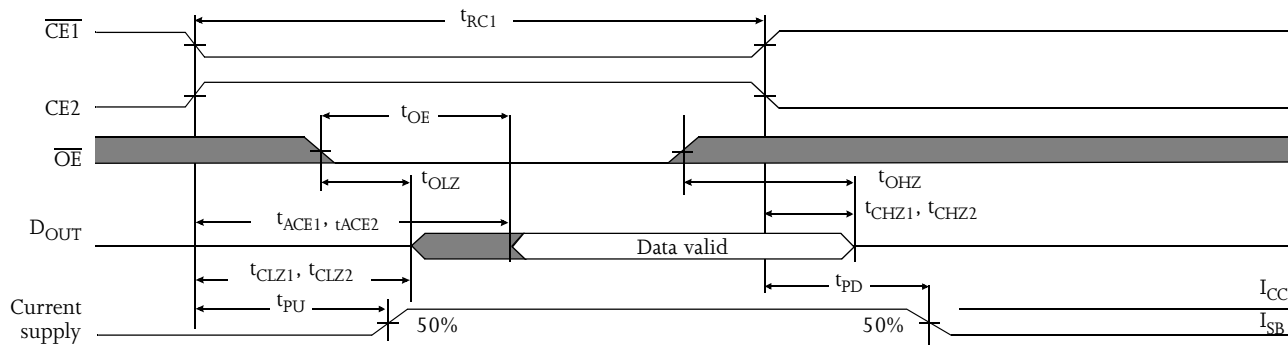 tRC1
CE1
CE2
tOE
OE
tOLZ
tOHZ
tACE1, tACE2
tCHZ1, tCHZ2
DOUT
Data valid
tCLZ1, tCLZ2
tPU
tPD
ICC
Current
supply
50%
50%
ISB